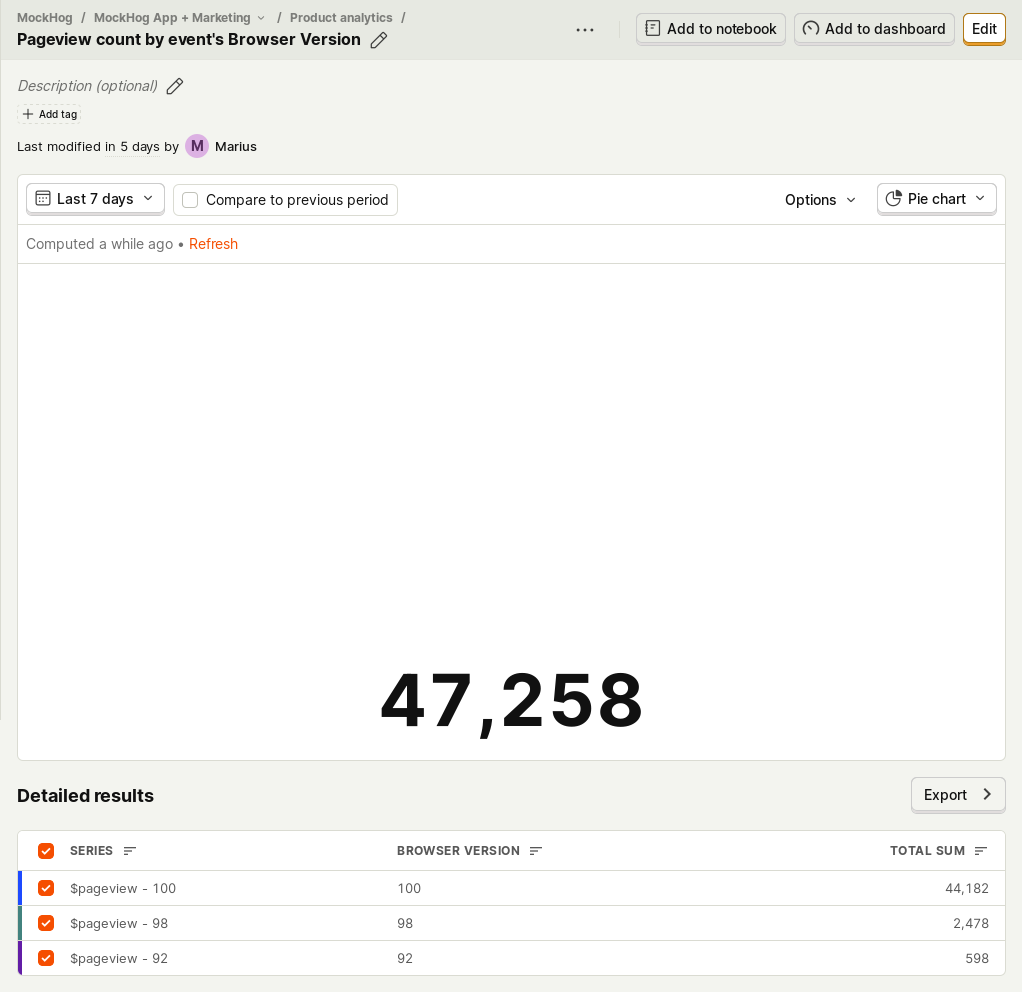 MockHog / MockHog App + Marketing / Product analytics /
Pageview count by event's Browser Version
Add to notebook
Add to dashboard
Edit
Description (optional)
Add tag
Last modified in 5 days by M Marius
Last 7 days
Compare to previous period
Options
Pie chart
Computed a while ago • Refresh
47,258
Detailed results
Export
SERIES BROWSER VERSION TOTAL SUM
$pageview - 100 100 44,182
$pageview - 98 98 2,478
$pageview - 92 92 598